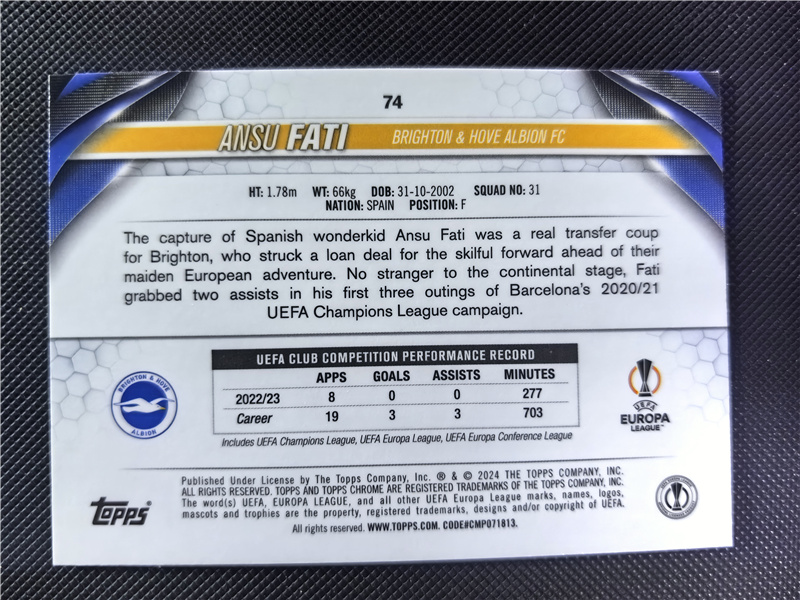 74
ANSU FATI BRIGHTON & HOVE ALBION FC
HT: 1.78m WT: 66kg DOB: 31-10-2002 SQUAD NO: 31
NATION: SPAIN POSITION: F
The capture of Spanish wonderkid Ansu Fati was a real transfer coup
for Brighton, who struck a loan deal for the skilful forward ahead of their
maiden European adventure. No stranger to the continental stage, Fati
grabbed two assists in his first three outings of Barcelona's 2020/21
UEFA Champions League campaign.
UEFA CLUB COMPETITION PERFORMANCE RECORD
APPS GOALS ASSISTS MINUTES
2022/23 8 0 0 277
Career 19 3 3 703
Includes UEFA Champions League, UEFA Europa League, UEFA Europa Conference League
BRIGHTON & HOVE
ALBION
UEFA
EUROPA
LEAGUE™
Published Under License by The Topps Company, Inc. ® & © 2024 THE TOPPS COMPANY, INC.
ALL RIGHTS RESERVED. TOPPS AND TOPPS CHROME ARE REGISTERED TRADEMARKS OF THE TOPPS COMPANY, INC.
The word(s) UEFA, EUROPA LEAGUE, and all other UEFA Europa League marks, names, logos,
mascots and trophies are the property, registered trademarks, designs and/or copyright of UEFA.
All rights reserved. WWW.TOPPS.COM. CODE#CMP071813.
Topps®